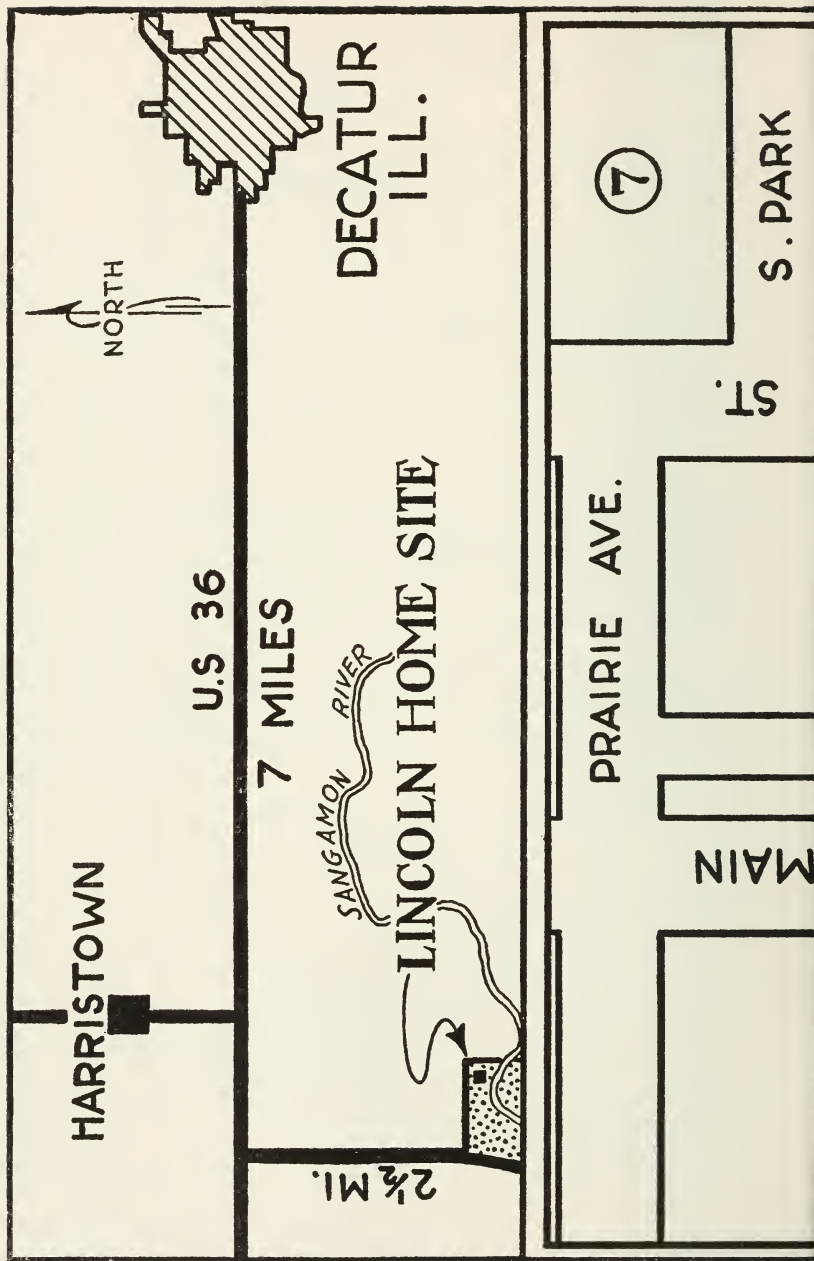 HARRISTOWN
NORTH
U.S 36
7 MILES
DECATUR
ILL.
SANGAMON RIVER
LINCOLN HOME SITE
2½ MI.
7
PRAIRIE AVE.
S. PARK
MAIN ST.